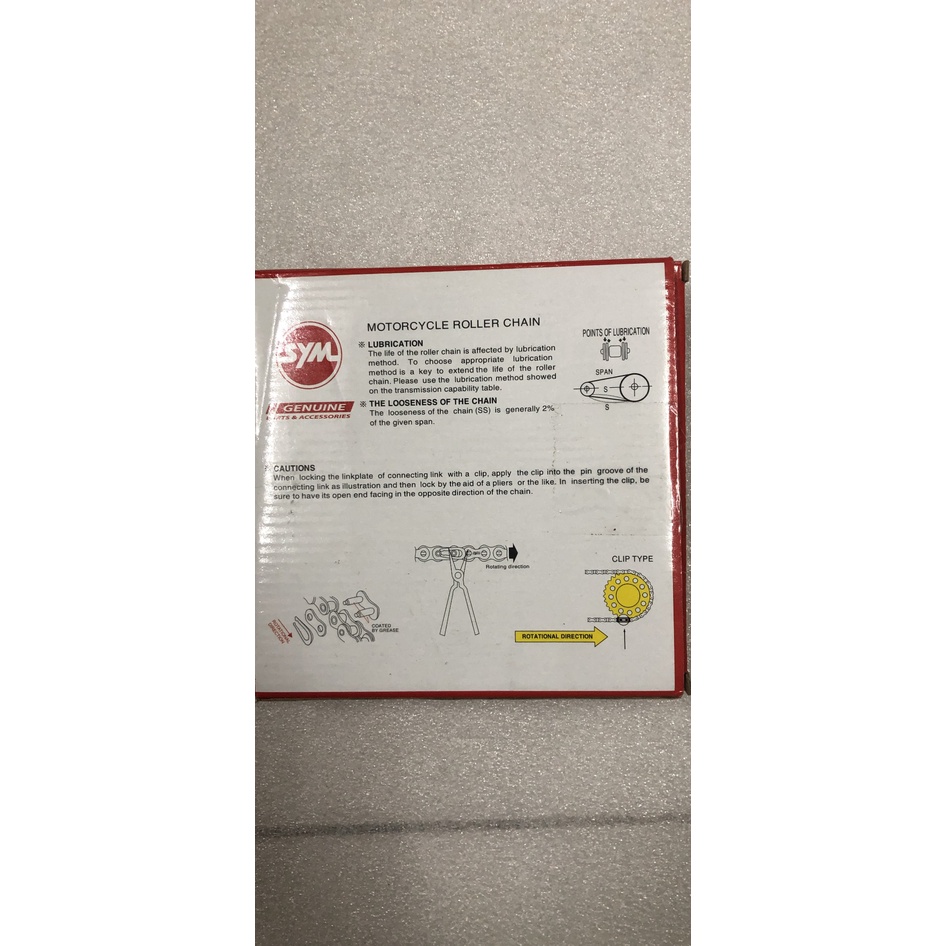 MOTORCYCLE ROLLER CHAIN
SYM
GENUINE
PARTS & ACCESSORIES
※ LUBRICATION
The life of the roller chain is affected by lubrication
method. To choose appropriate lubrication
method is a key to extend the life of the roller
chain. Please use the lubrication method showed
on the transmission capability table.
※ THE LOOSENESS OF THE CHAIN
The looseness of the chain (SS) is generally 2%
of the given span.
POINTS OF LUBRICATION
SPAN
S
S
※ CAUTIONS
When locking the linkplate of connecting link with a clip, apply the clip into the pin groove of the
connecting link as illustration and then lock by the aid of a pliers or the like. In inserting the clip, be
sure to have its open end facing in the opposite direction of the chain.
Rotating direction
CLIP TYPE
ROTATIONAL
DIRECTION
COATED
BY GREASE
ROTATIONAL DIRECTION